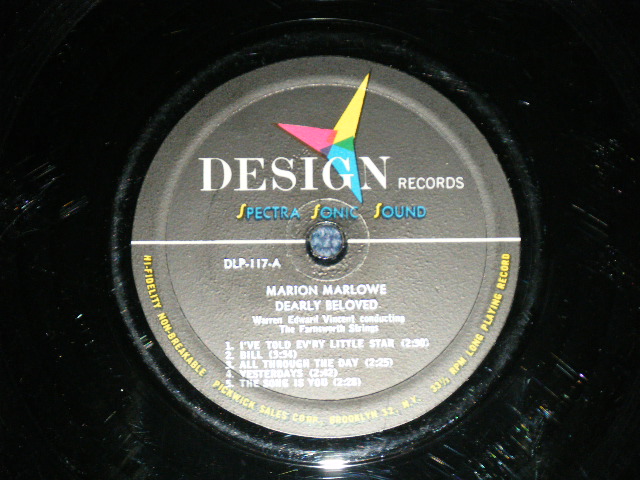 DESIGN RECORDS
SPECTRA SONIC SOUND
DLP-117-A
MARION MARLOWE
DEARLY BELOVED
Warren Edward Vincent conducting
The Farnsworth Strings
1. I'VE TOLD EV'RY LITTLE STAR (2:30)
2. BILL (3:34)
3. ALL THROUGH THE DAY (2:25)
4. YESTERDAYS (2:42)
5. THE SONG IS YOU (2:28)
HI-FIDELITY NON-BREAKABLE PICKWICK SALES CORP., BROOKLYN 32, N.Y. 33⅓ RPM LONG PLAYING RECORD